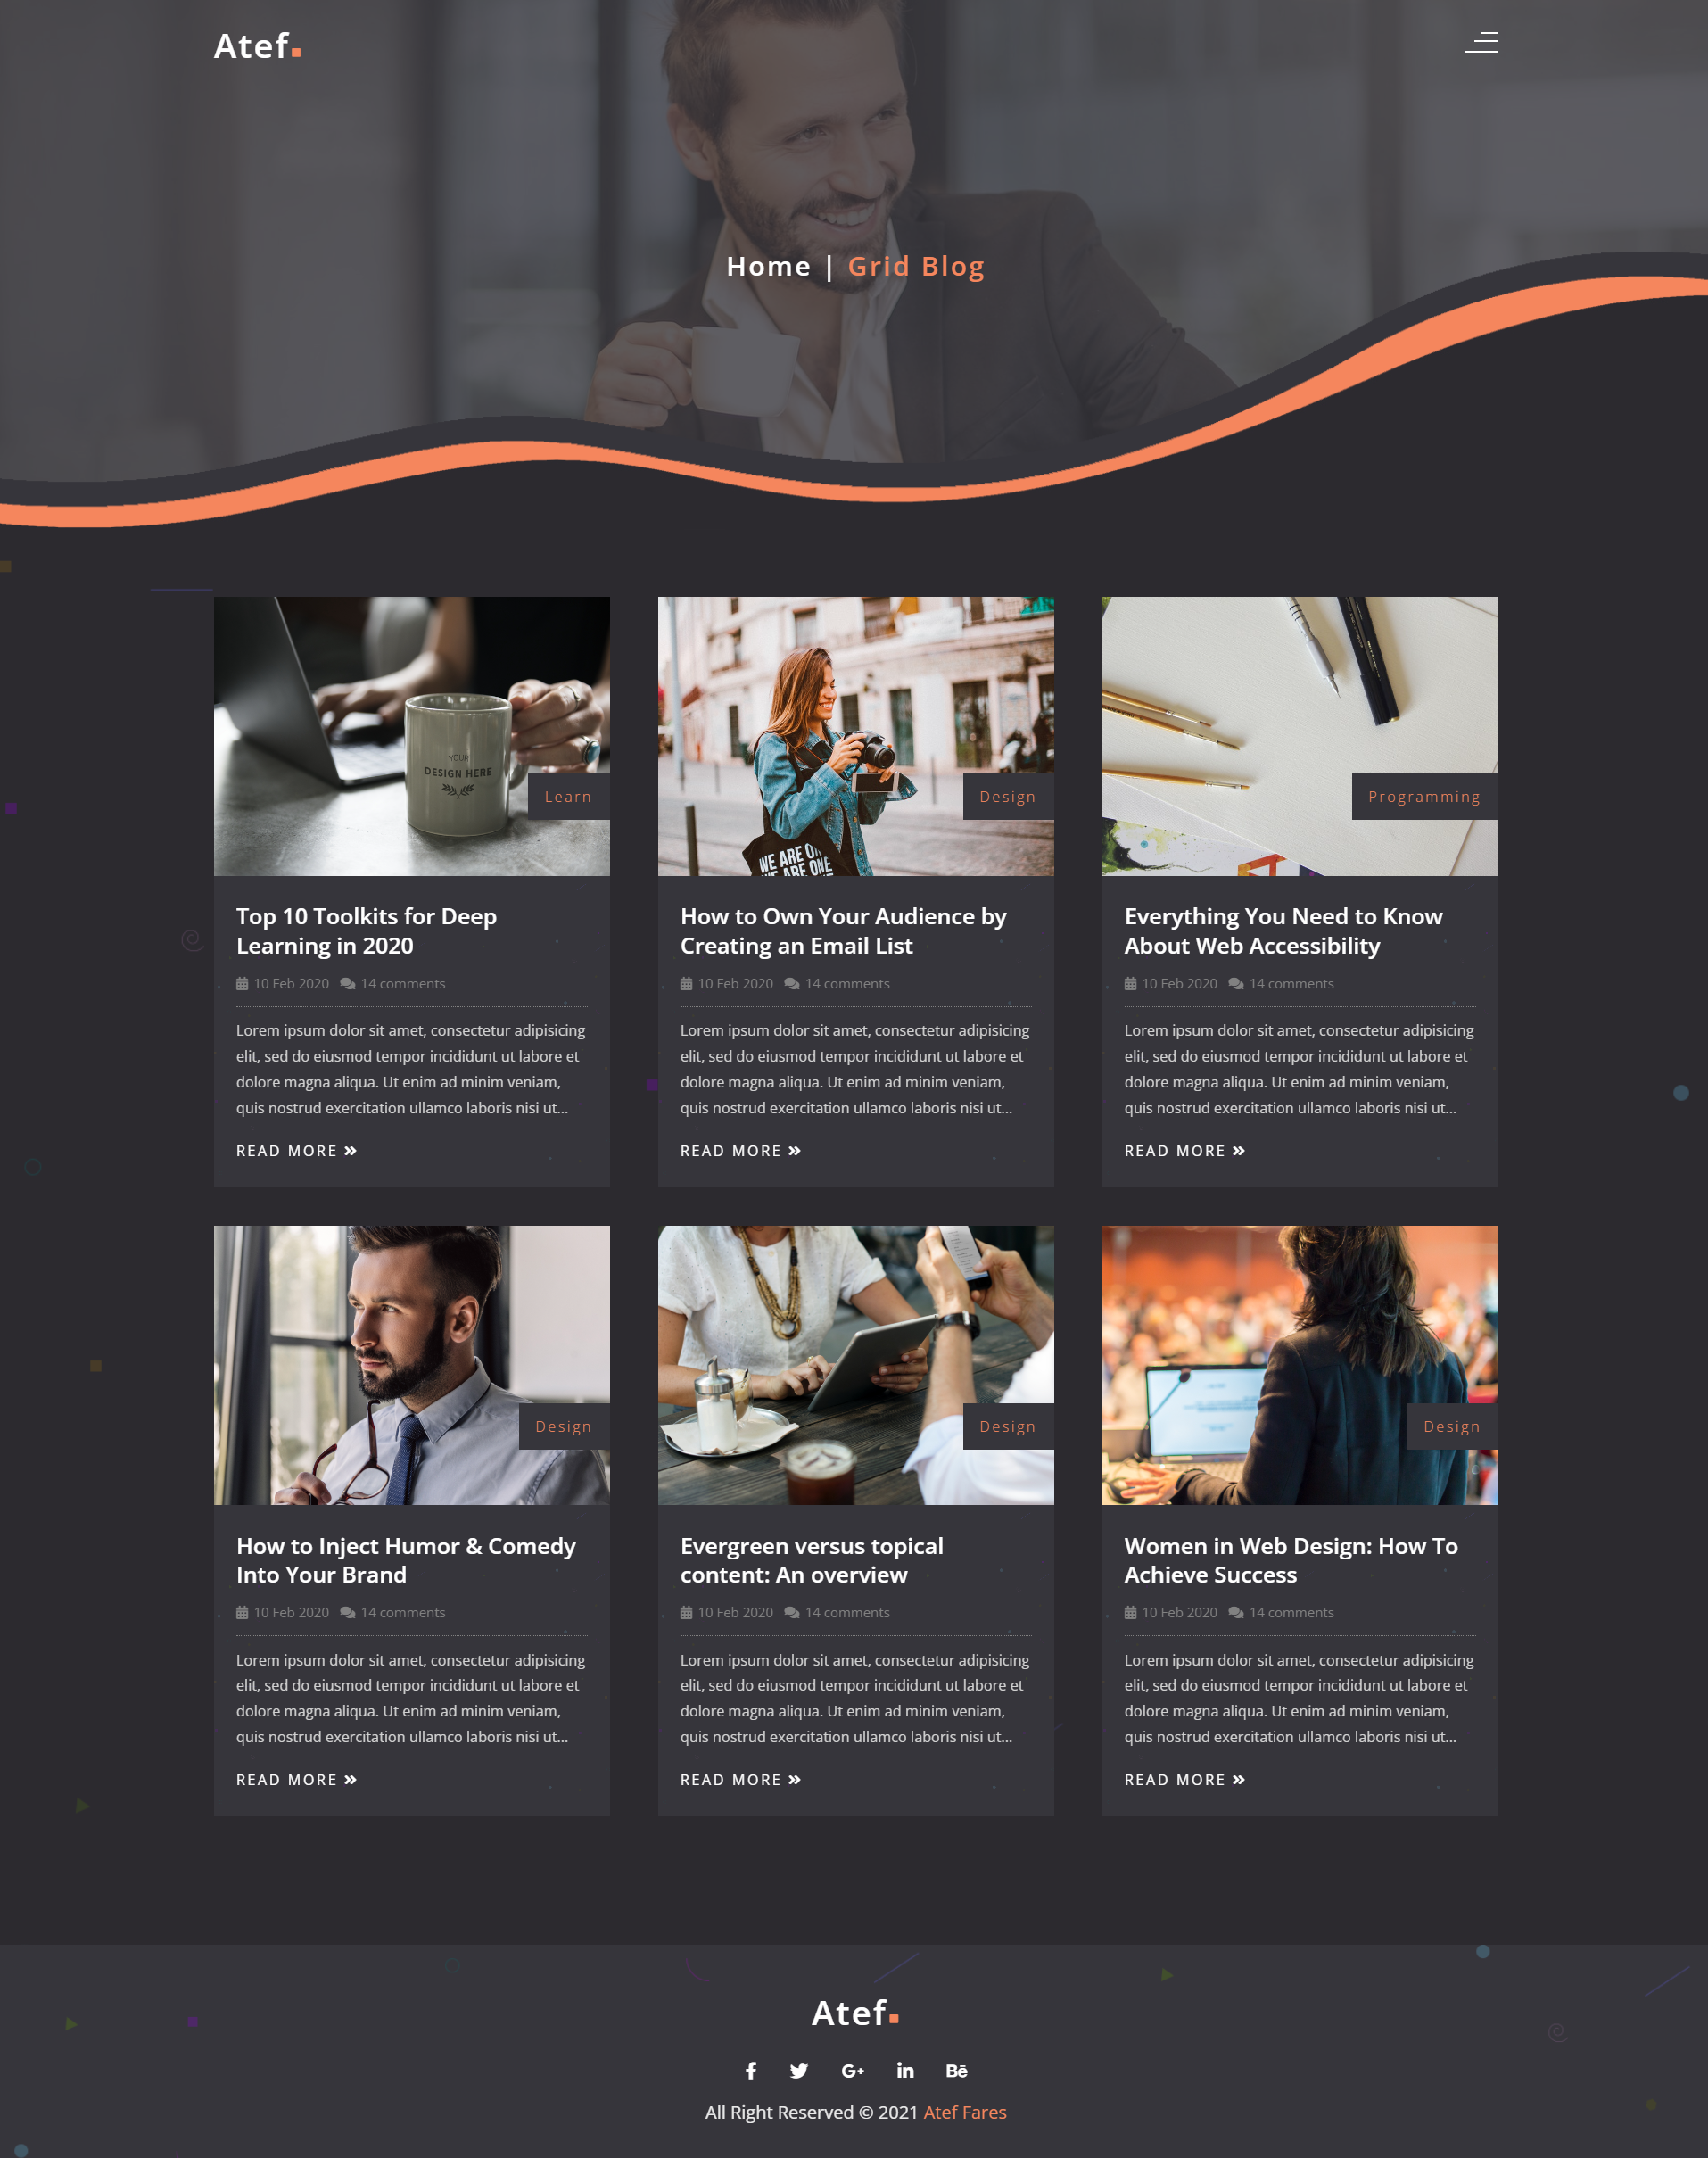 Atef
Home | Grid Blog
YOUR
DESIGN HERE
Learn
WE ARE ON
WE ARE ONE
Design
Programming
Top 10 Toolkits for Deep
Learning in 2020
10 Feb 2020 14 comments
Lorem ipsum dolor sit amet, consectetur adipisicing
elit, sed do eiusmod tempor incididunt ut labore et
dolore magna aliqua. Ut enim ad minim veniam,
quis nostrud exercitation ullamco laboris nisi ut...
READ MORE »
How to Own Your Audience by
Creating an Email List
10 Feb 2020 14 comments
Lorem ipsum dolor sit amet, consectetur adipisicing
elit, sed do eiusmod tempor incididunt ut labore et
dolore magna aliqua. Ut enim ad minim veniam,
quis nostrud exercitation ullamco laboris nisi ut...
READ MORE »
Everything You Need to Know
About Web Accessibility
10 Feb 2020 14 comments
Lorem ipsum dolor sit amet, consectetur adipisicing
elit, sed do eiusmod tempor incididunt ut labore et
dolore magna aliqua. Ut enim ad minim veniam,
quis nostrud exercitation ullamco laboris nisi ut...
READ MORE »
Design
Design
Design
How to Inject Humor & Comedy
Into Your Brand
10 Feb 2020 14 comments
Lorem ipsum dolor sit amet, consectetur adipisicing
elit, sed do eiusmod tempor incididunt ut labore et
dolore magna aliqua. Ut enim ad minim veniam,
quis nostrud exercitation ullamco laboris nisi ut...
READ MORE »
Evergreen versus topical
content: An overview
10 Feb 2020 14 comments
Lorem ipsum dolor sit amet, consectetur adipisicing
elit, sed do eiusmod tempor incididunt ut labore et
dolore magna aliqua. Ut enim ad minim veniam,
quis nostrud exercitation ullamco laboris nisi ut...
READ MORE »
Women in Web Design: How To
Achieve Success
10 Feb 2020 14 comments
Lorem ipsum dolor sit amet, consectetur adipisicing
elit, sed do eiusmod tempor incididunt ut labore et
dolore magna aliqua. Ut enim ad minim veniam,
quis nostrud exercitation ullamco laboris nisi ut...
READ MORE »
Atef
All Right Reserved © 2021 Atef Fares